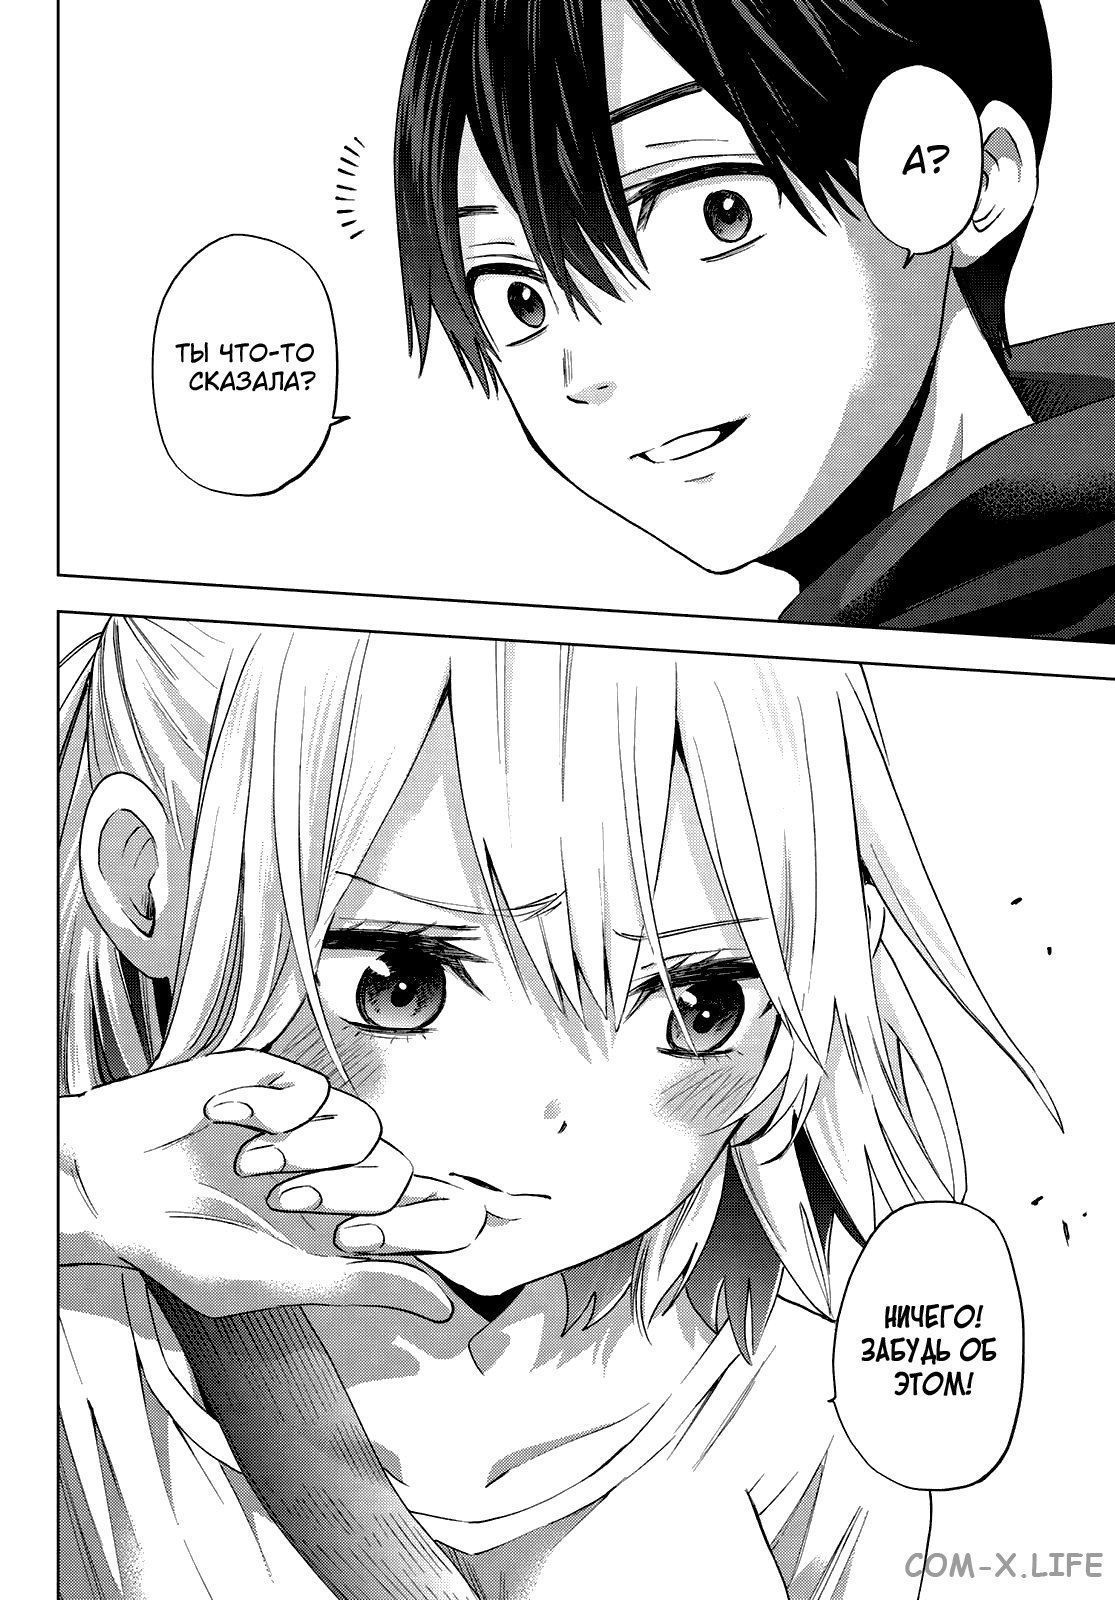 А?
ТЫ ЧТО-ТО
СКАЗАЛА?
НИЧЕГО!
ЗАБУДЬ ОБ
ЭТОМ!
COM-X.LIFE